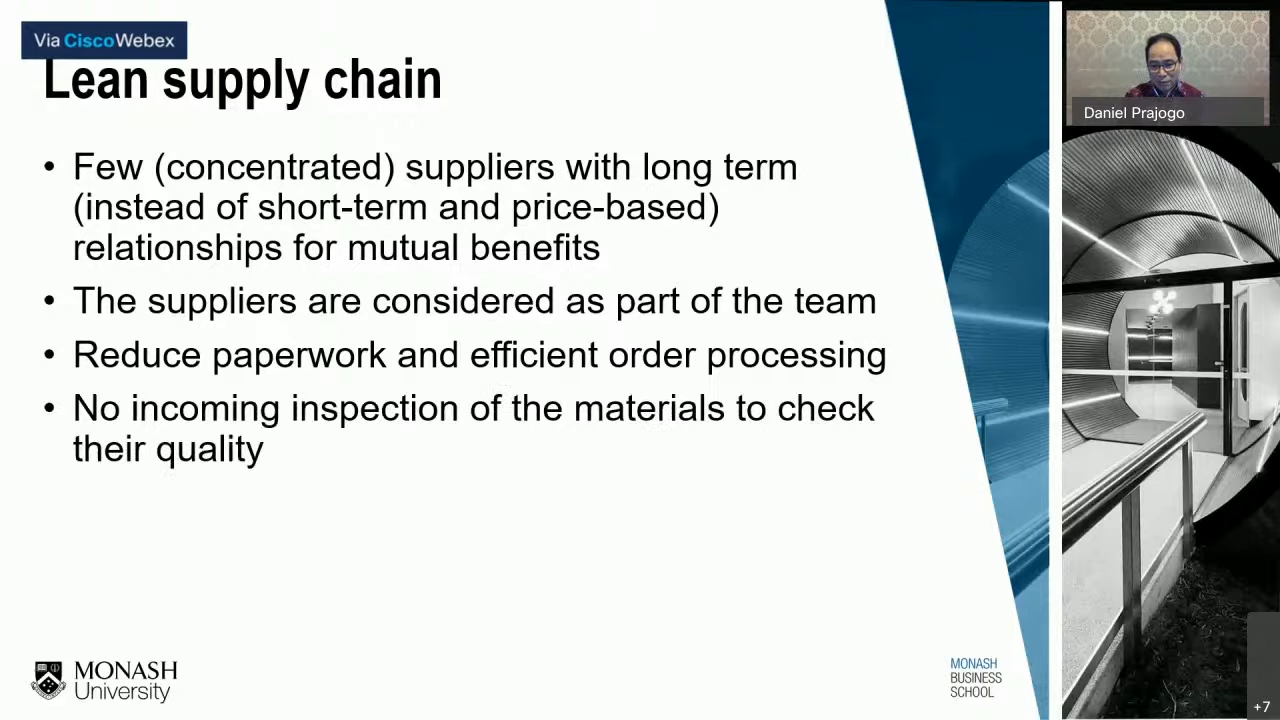 Via CiscoWebex
Lean supply chain
• Few (concentrated) suppliers with long term
(instead of short-term and price-based)
relationships for mutual benefits
• The suppliers are considered as part of the team
• Reduce paperwork and efficient order processing
• No incoming inspection of the materials to check
their quality
Daniel Prajogo
MONASH
University
MONASH
BUSINESS
SCHOOL
+7